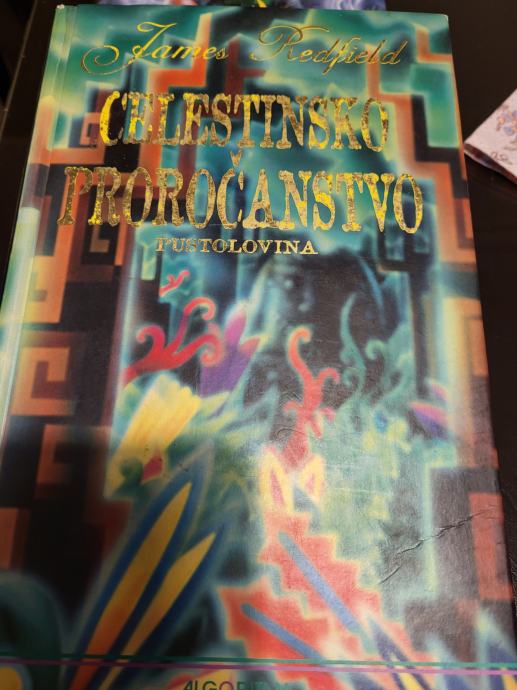 James Redfield
CELESTINSKO
PROROČANSTVO
PUSTOLOVINA